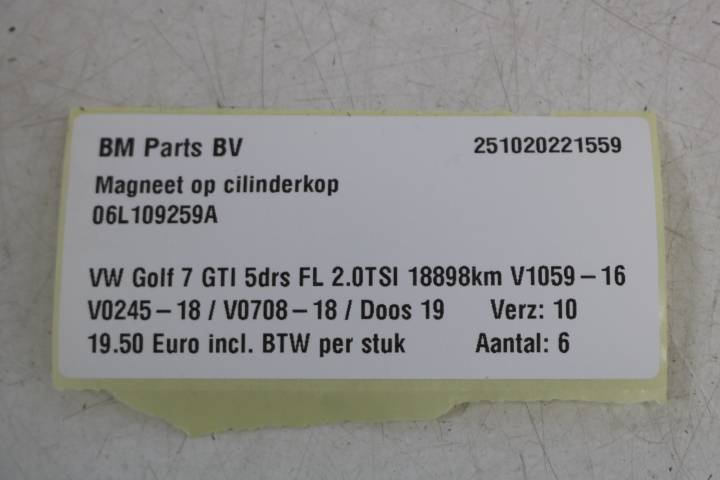 BM Parts BV 251020221559
Magneet op cilinderkop
06L109259A
VW Golf 7 GTI 5drs FL 2.0TSI 18898km V1059-16
V0245-18 / V0708-18 / Doos 19 Verz: 10
19.50 Euro incl. BTW per stuk Aantal: 6